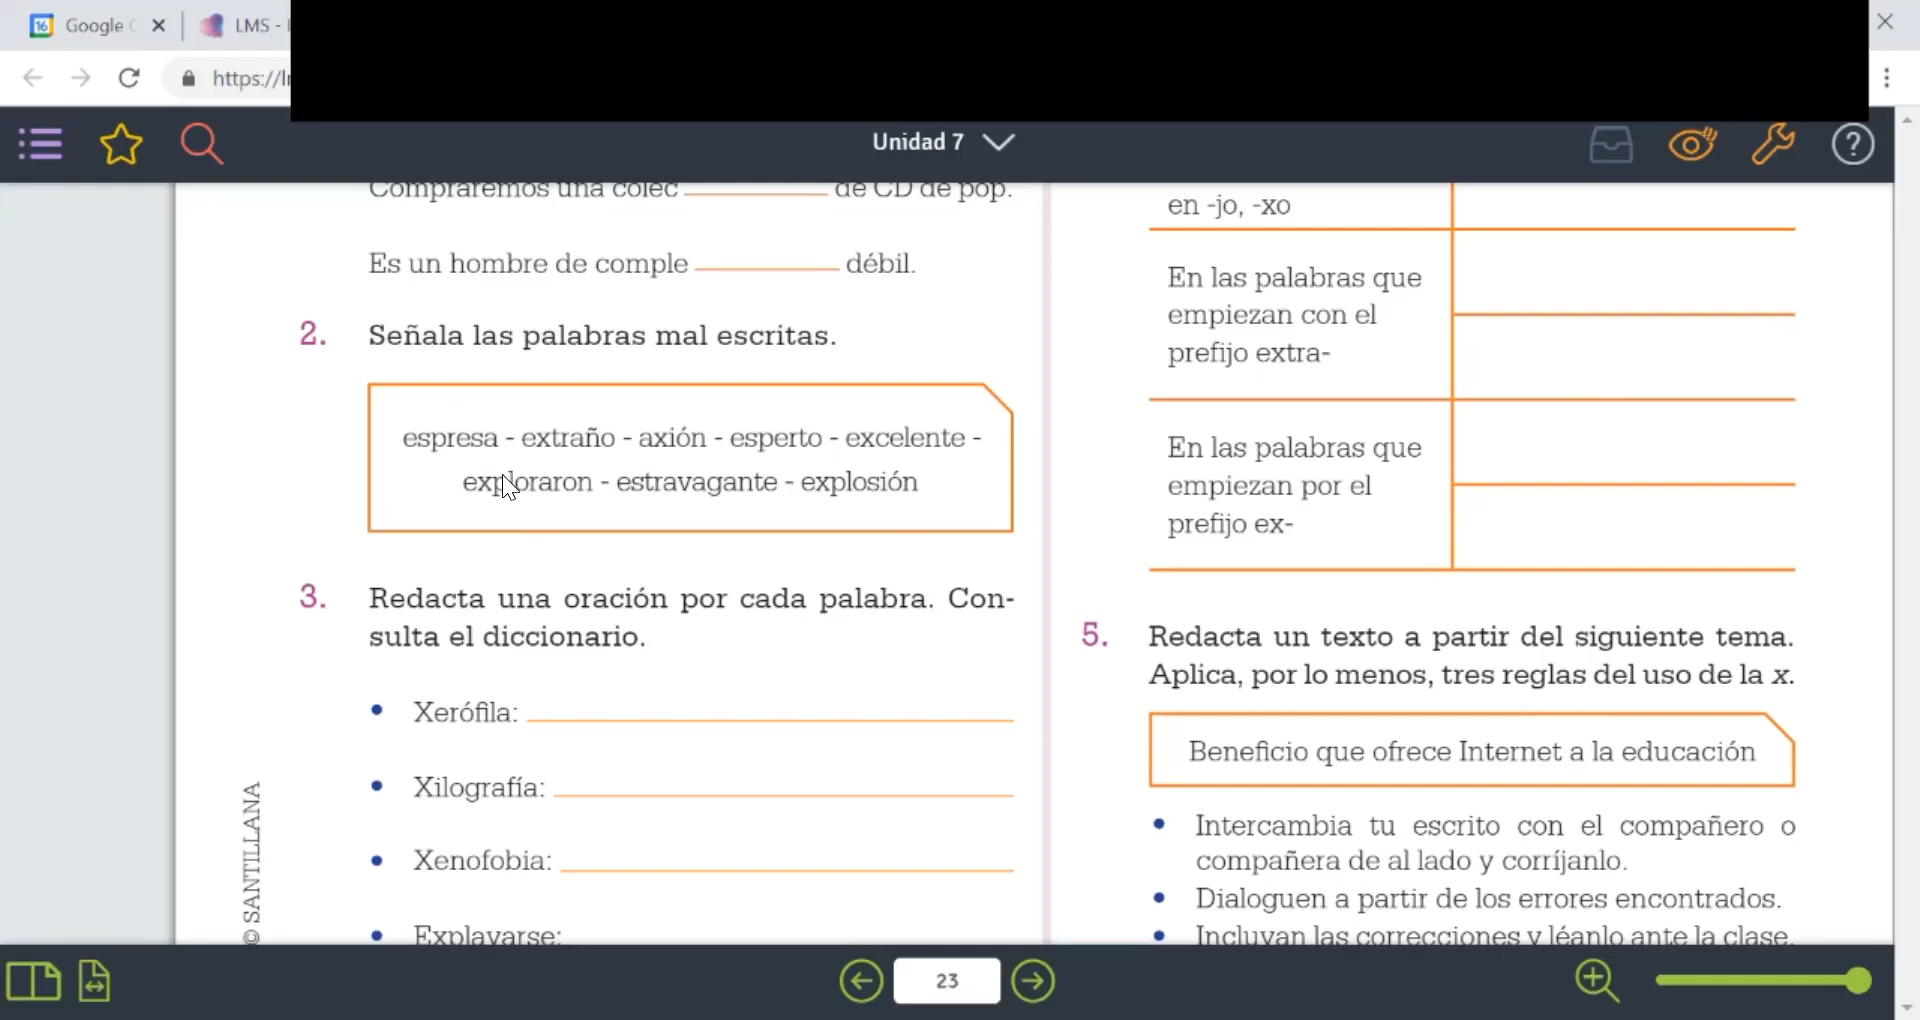 Google C
LMS -
https://lr
Unidad 7
Compraremos una colec ________ de CD de pop.
Es un hombre de comple ________ débil.
2. Señala las palabras mal escritas.
espresa - extraño - axión - esperto - excelente -
exploraron - estravagante - explosión
3. Redacta una oración por cada palabra. Con-
sulta el diccionario.
• Xerófila:
• Xilografía:
• Xenofobia:
• Explayarse:
© SANTILLANA
en -jo, -xo
En las palabras que
empiezan con el
prefijo extra-
En las palabras que
empiezan por el
prefijo ex-
5. Redacta un texto a partir del siguiente tema.
Aplica, por lo menos, tres reglas del uso de la x.
Beneficio que ofrece Internet a la educación
• Intercambia tu escrito con el compañero o
compañera de al lado y corríjanlo.
• Dialoguen a partir de los errores encontrados.
• Incluyan las correcciones y léanlo ante la clase.
23